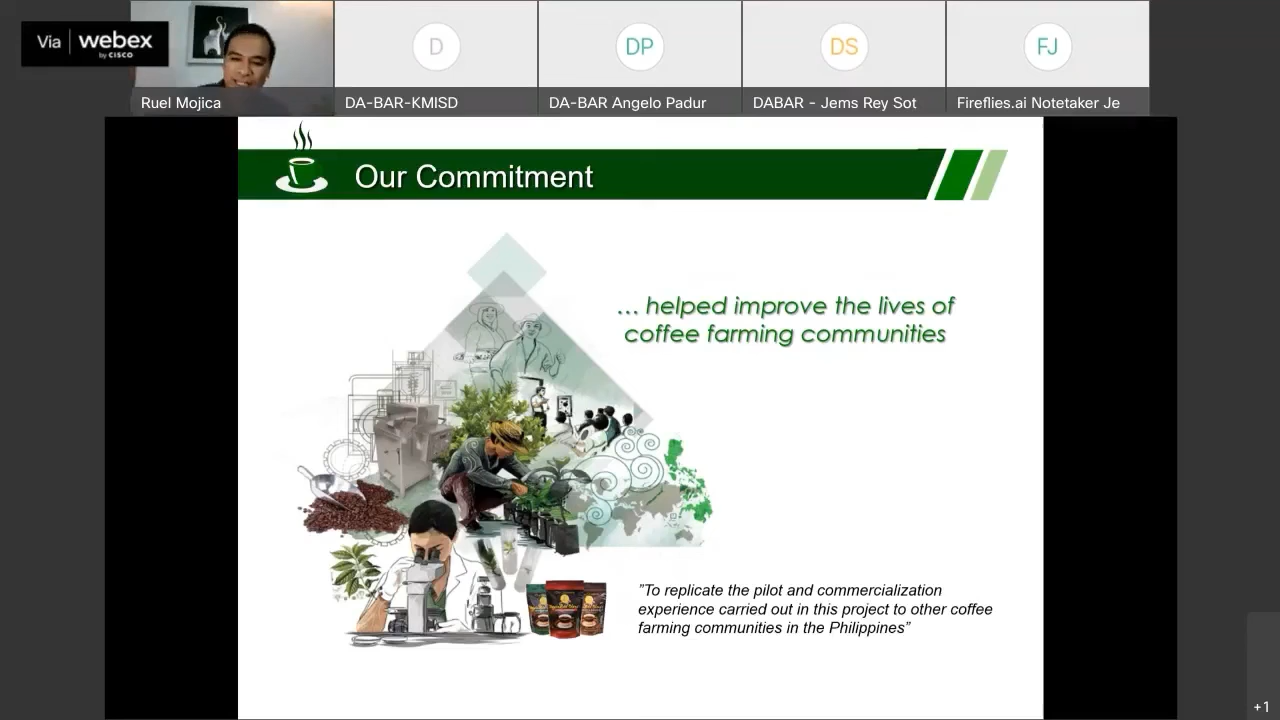 Via webex
by CISCO
D
DP
DS
FJ
Ruel Mojica
DA-BAR-KMISD
DA-BAR Angelo Padur
DABAR - Jems Rey Sot
Fireflies.ai Notetaker Je
Our Commitment
... helped improve the lives of
coffee farming communities
"To replicate the pilot and commercialization
experience carried out in this project to other coffee
farming communities in the Philippines"
+1